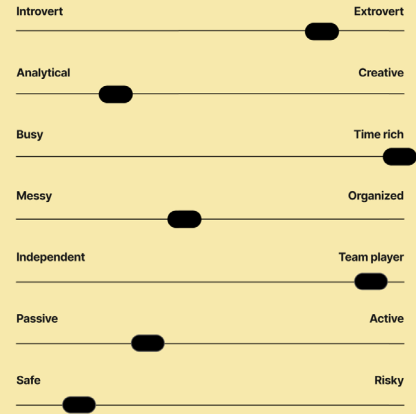 Introvert Extrovert
Analytical Creative
Busy Time rich
Messy Organized
Independent Team player
Passive Active
Safe Risky